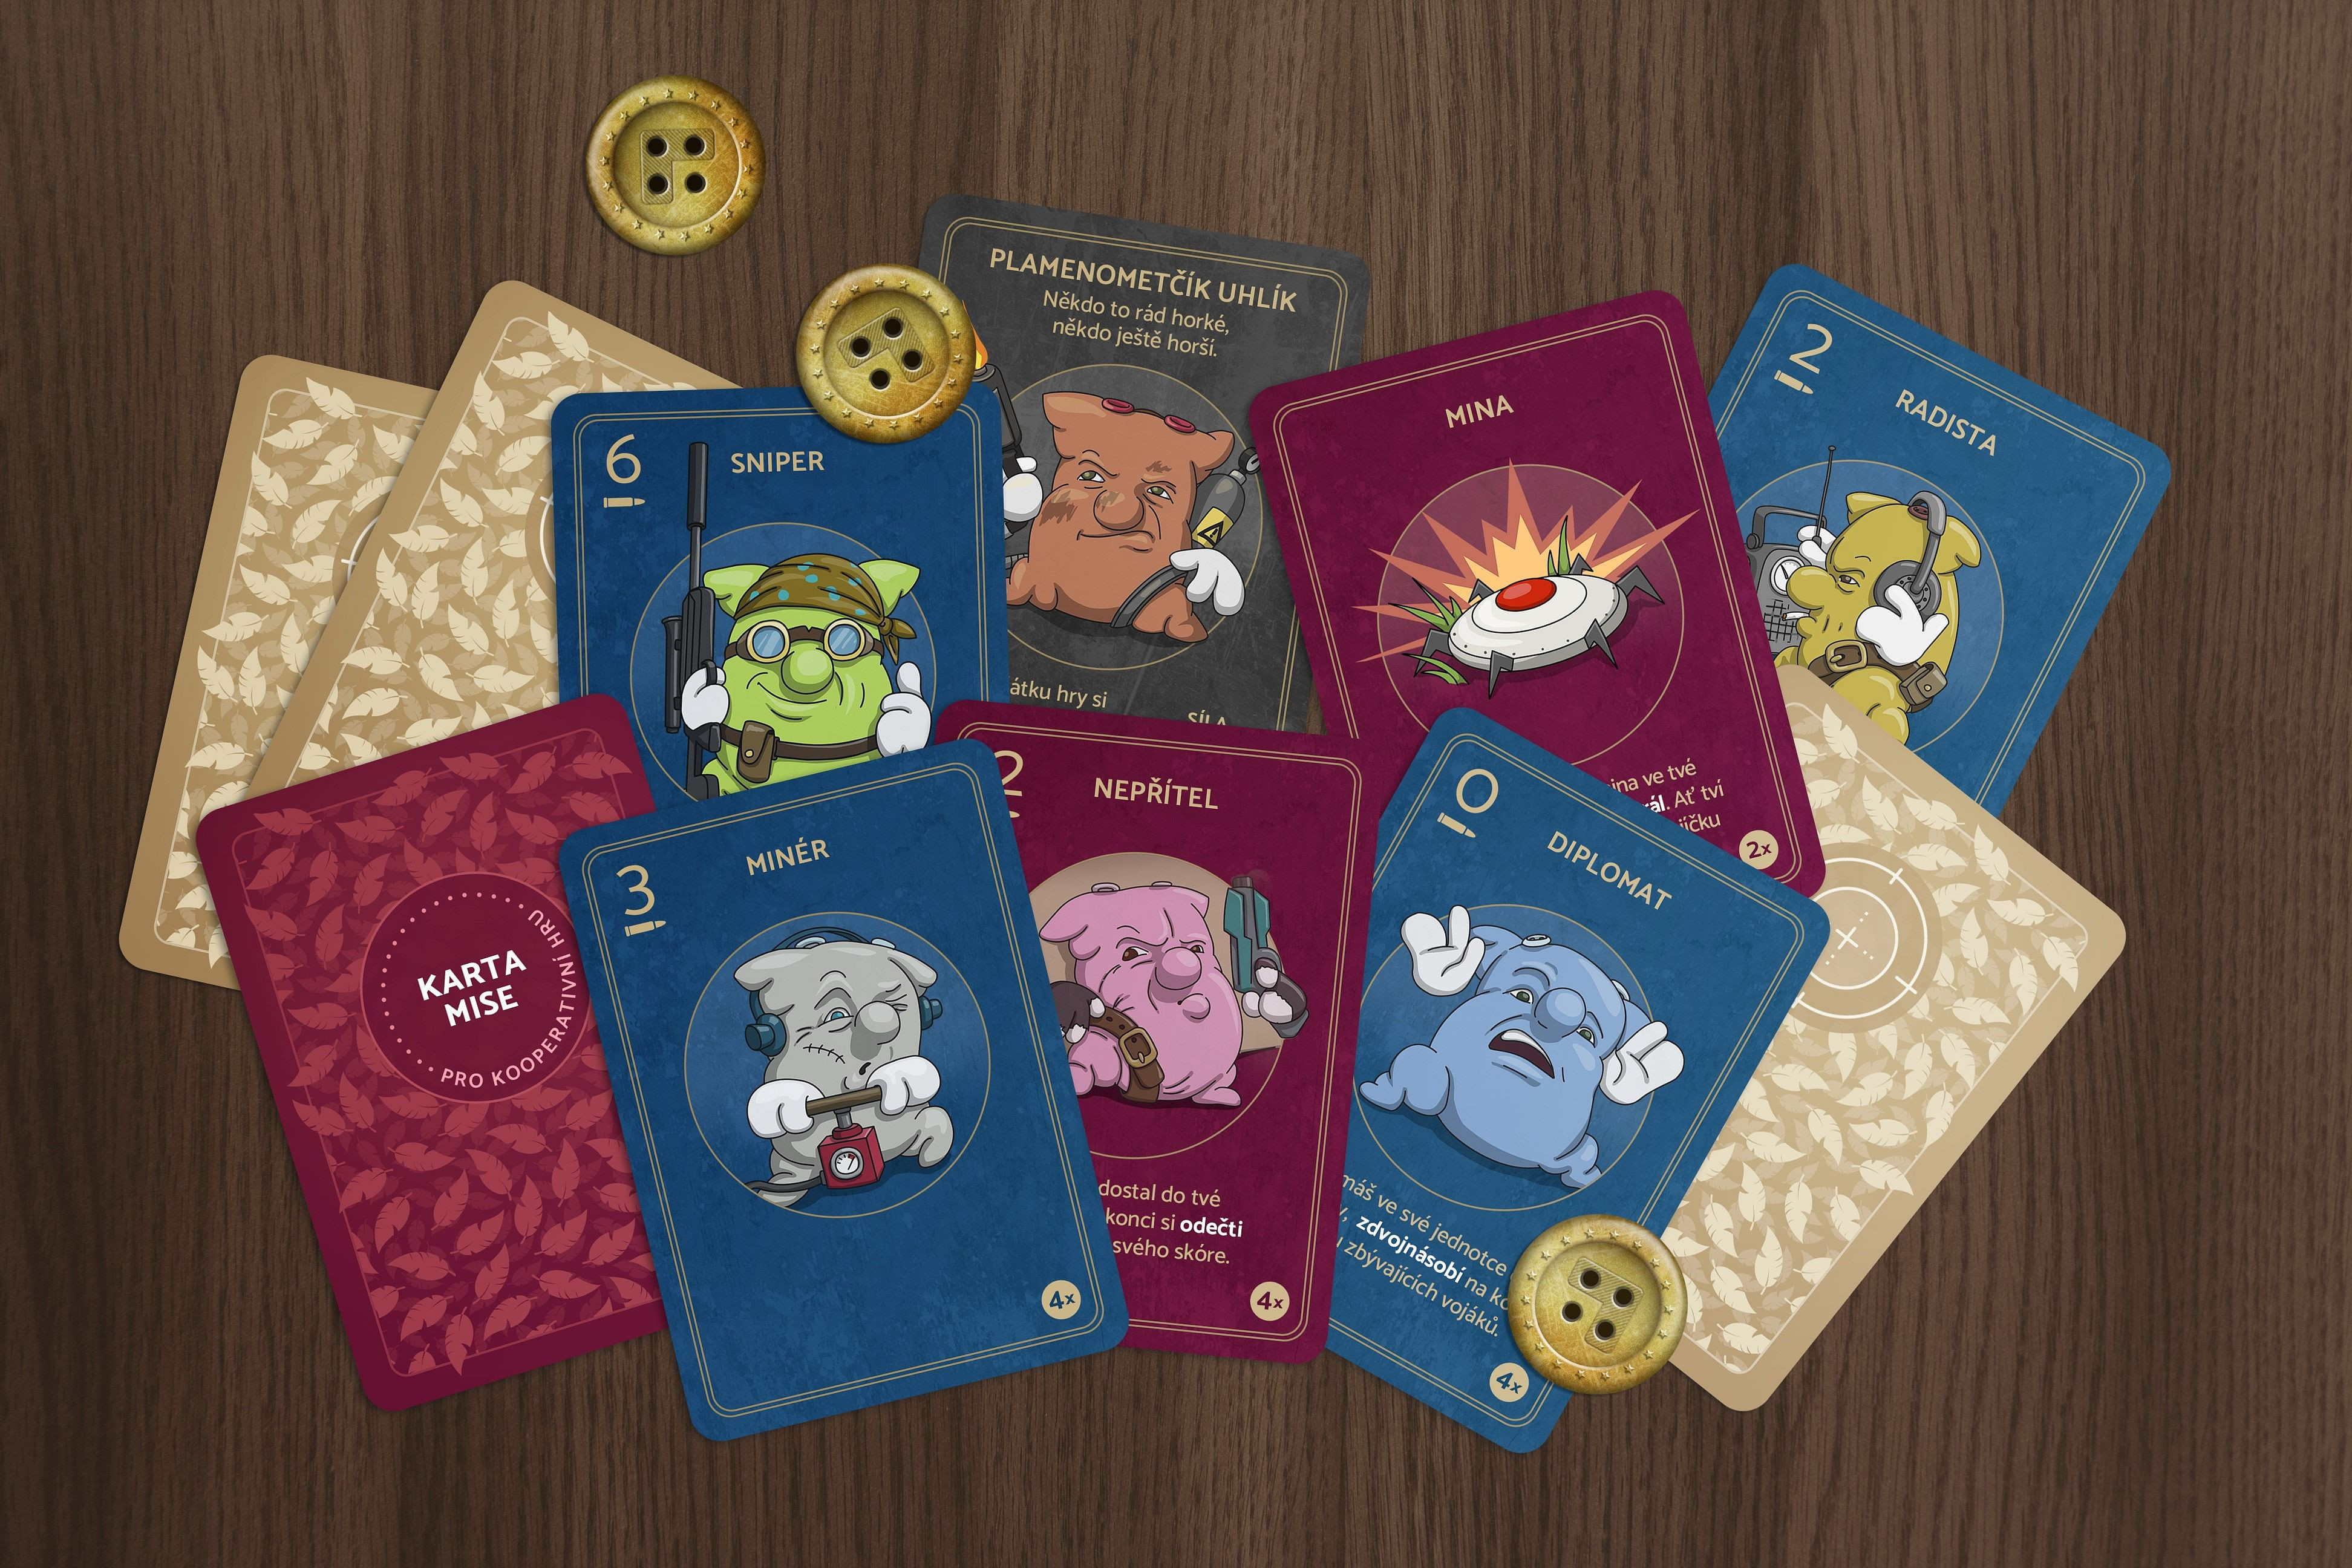 PLAMENOMETČÍK UHLÍK
Někdo to rád horké,
někdo ještě horší.
átku hry si
SÍLA
6
SNIPER
MINA
ina ve tvé
rál. Ať tví
jíčku
2x
2
RADISTA
KARTA
MISE
PRO KOOPERATIVNÍ HRU
3
MINÉR
4x
2
NEPŘÍTEL
dostal do tvé
konci si odečti
svého skóre.
4x
0
DIPLOMAT
máš ve své jednotce
zdvojnásobí na ko
zbývajících vojáků.
4x